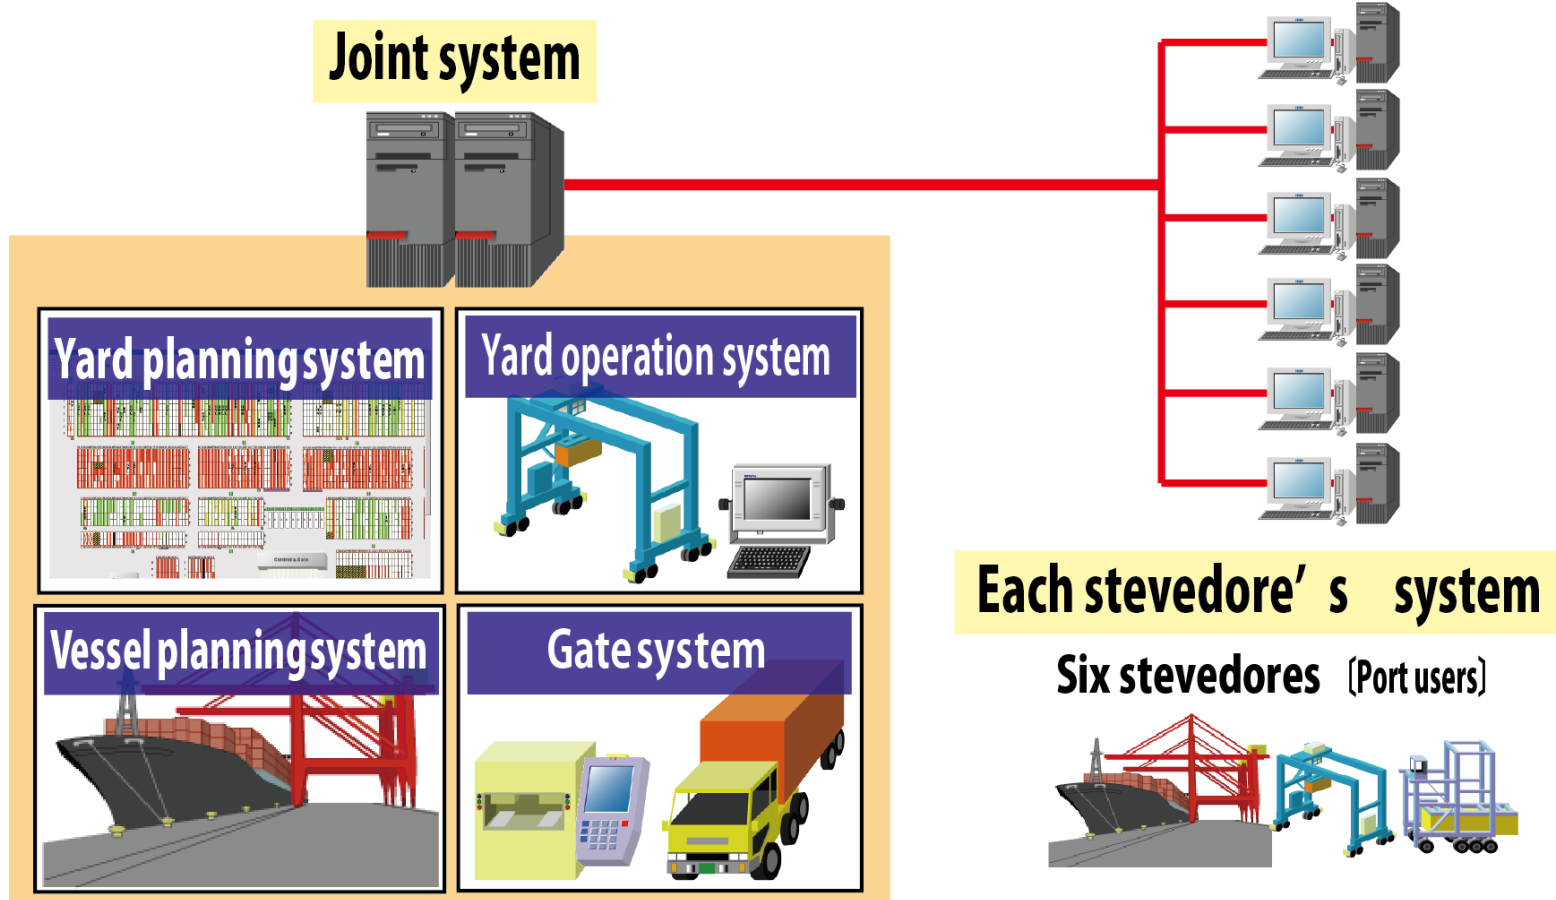 Joint system
Yard planning system
Yard operation system
Vessel planning system
Gate system
Each stevedore’ s system
Six stevedores 〔Port users〕